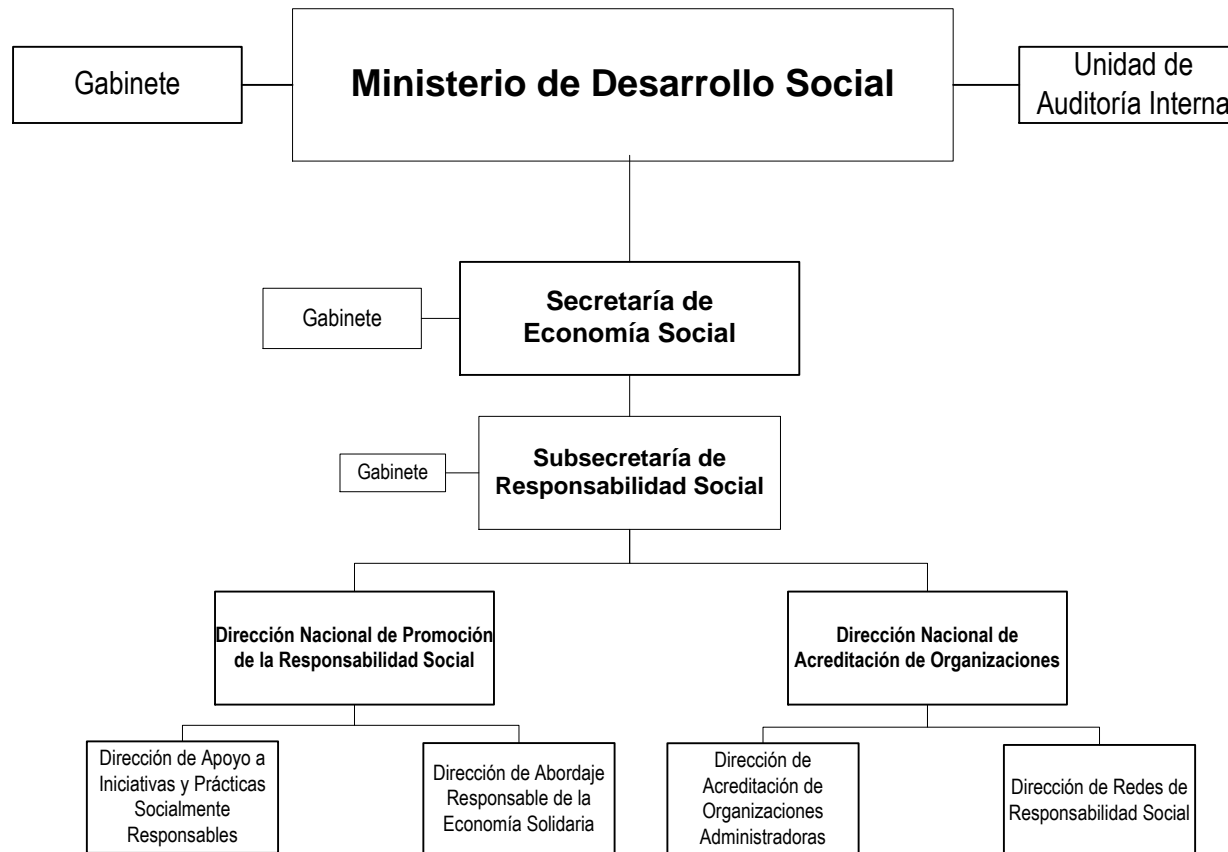 Gabinete
Ministerio de Desarrollo Social
Unidad de
Auditoría Interna
Gabinete
Secretaría de
Economía Social
Gabinete
Subsecretaría de
Responsabilidad Social
Dirección Nacional de Promoción
de la Responsabilidad Social
Dirección Nacional de
Acreditación de Organizaciones
Dirección de Apoyo a
Iniciativas y Prácticas
Socialmente
Responsables
Dirección de Abordaje
Responsable de la
Economía Solidaria
Dirección de
Acreditación de
Organizaciones
Administradoras
Dirección de Redes de
Responsabilidad Social